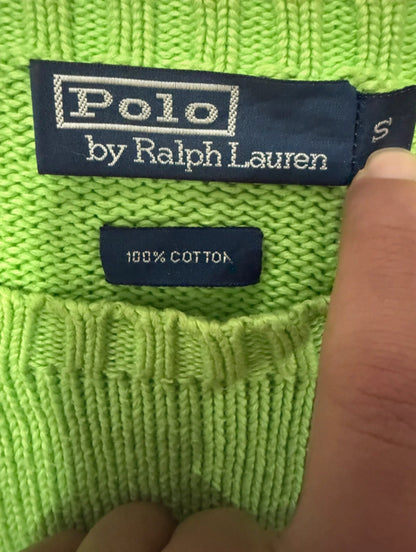 Polo
by Ralph Lauren
S
100% COTTON